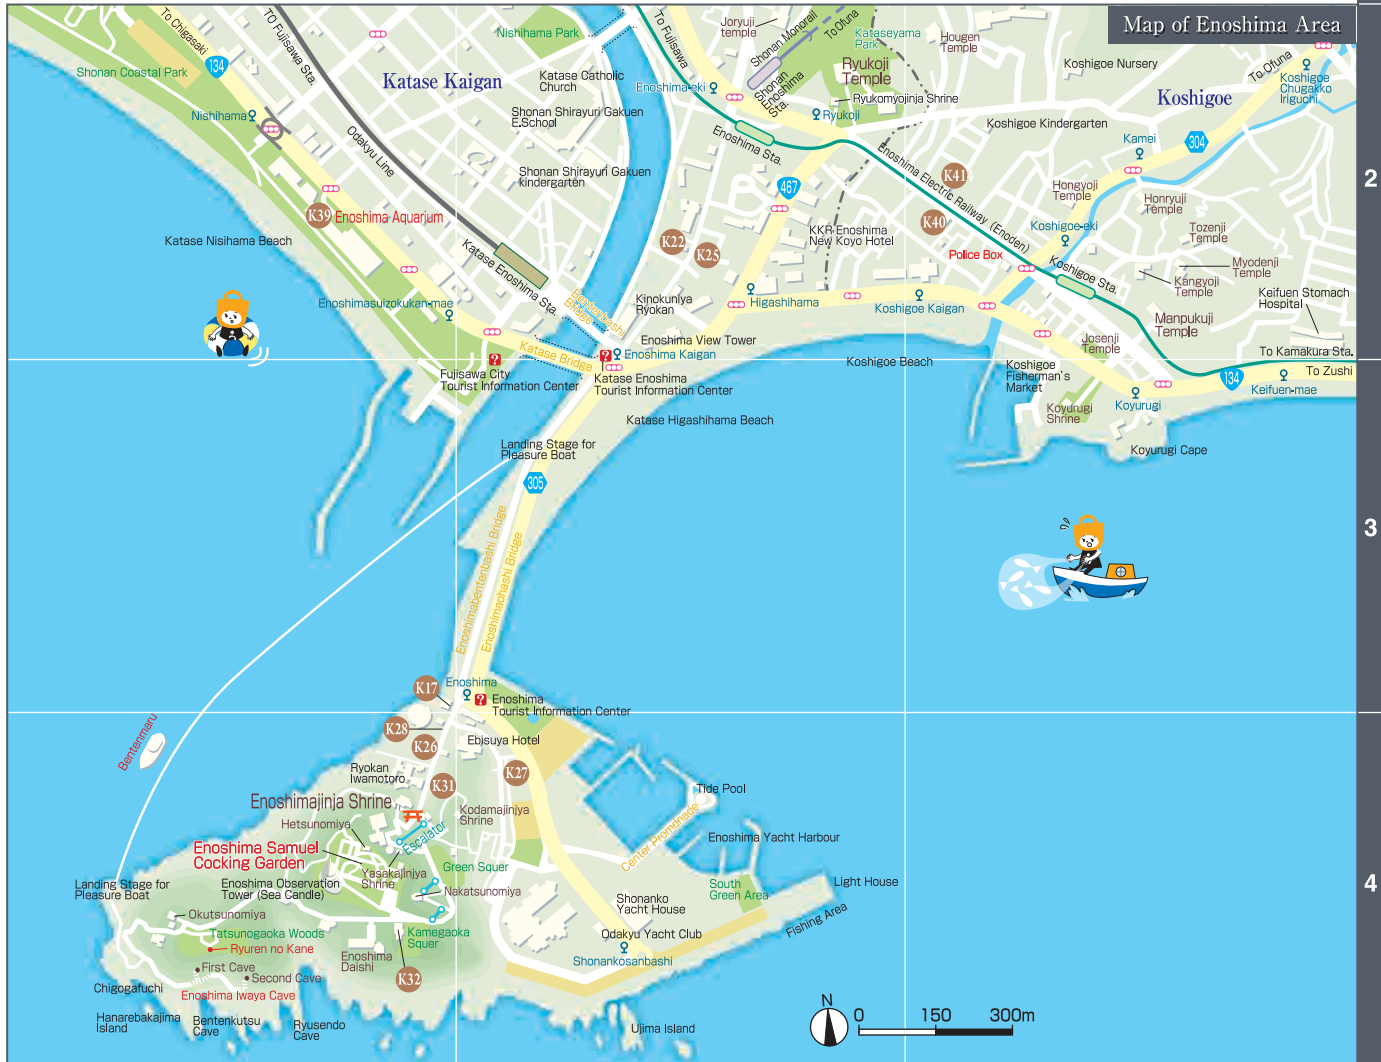 Map of Enoshima Area
To Chigasaki
TO Fujisawa Sta.
Nishihama Park
To Fujisawa
Joryuji
temple
Shonan Monorail
To Ofuna
Kataseyama
Park
Hougen
Temple
Koshigoe Nursery
To Ofuna
Koshigoe
Chugakko
Iriguchi
Shonan Coastal Park
134
Katase Kaigan
Katase Catholic
Church
Enoshima-eki
Shonan
Enoshima
Sta.
Ryukoji
Temple
Ryukomyojinja Shrine
Koshigoe
Nishihama
Shonan Shirayuri Gakuen
E.School
Ryukoji
Koshigoe Kindergarten
Kamei
304
2
Odakyu Line
Enoshima Sta.
Enoshima Electric Railway (Enoden)
Shonan Shirayuri Gakuen
kindergarten
467
K41
Hongyoji
Temple
Honryuji
Temple
K39
Enoshima Aquarium
K40
Koshigoe-eki
Tozenji
Temple
Katase Nisihama Beach
Katase Enoshima Sta.
K22
K25
KKR Enoshima
New Koyo Hotel
Police Box
Koshigoe Sta.
Myodenji
Temple
Kangyoji
Temple
Keifuen Stomach
Hospital
Enoshimasuizokukan-mae
Bentenbashi
Bridge
Kinokuniya
Ryokan
Higashihama
Koshigoe Kaigan
Manpukuji
Temple
Enoshima View Tower
Josenji
Temple
Katase Bridge
?
?
Enoshima Kaigan
Koshigoe Beach
Koshigoe
Fisherman's
Market
To Kamakura Sta.
To Zushi
Fujisawa City
Tourist Information Center
Katase Enoshima
Tourist Information Center
134
Keifuen-mae
Koyurugi
Koyurugi
Shrine
Katase Higashihama Beach
Landing Stage for
Pleasure Boat
Koyurugi Cape
305
3
Enoshimabentenbashi Bridge
Enoshimaohashi Bridge
K17
Enoshima
?
Enoshima
Tourist Information Center
K28
K26
Ebisuya Hotel
Bentenmaru
Ryokan
Iwamotoro
K31
K27
Tide Pool
Enoshimajinja Shrine
Kodamajinjya
Shrine
Hetsunomiya
Escalator
Center Promdnade
Enoshima Yacht Harbour
Enoshima Samuel
Cocking Garden
Yasakajinjya
Shrine
Green Squer
Landing Stage for
Pleasure Boat
Enoshima Observation
Tower (Sea Candle)
Nakatsunomiya
South
Green Area
Light House
4
Shonanko
Yacht House
Okutsunomiya
Fishing Area
Tatsunogaoka Woods
Kamegaoka
Squer
Odakyu Yacht Club
Ryuren no Kane
Enoshima
Daishi
Shonankosanbashi
First Cave
Second Cave
K32
Chigogafuchi
Enoshima Iwaya Cave
Hanarebakajima
Island
Bentenkutsu
Cave
Ryusendo
Cave
Ujima Island
N
0 150 300m